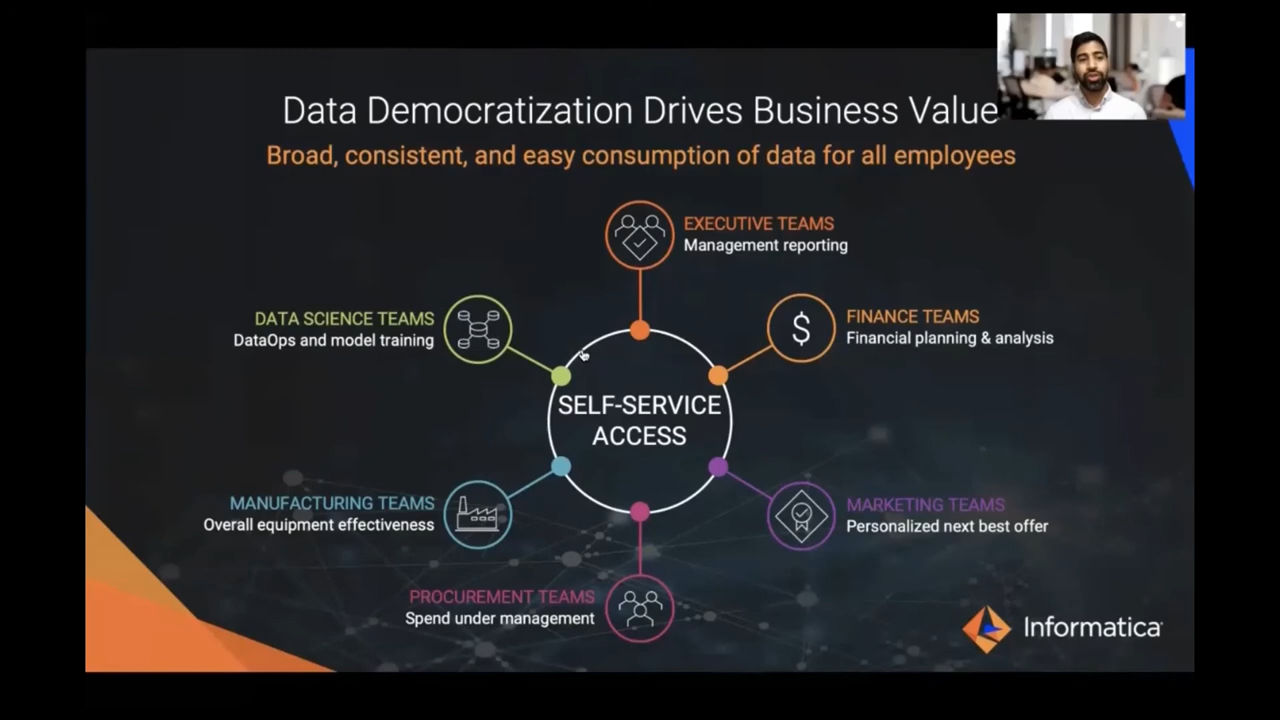 Data Democratization Drives Business Value
Broad, consistent, and easy consumption of data for all employees
EXECUTIVE TEAMS
Management reporting
DATA SCIENCE TEAMS
DataOps and model training
FINANCE TEAMS
Financial planning & analysis
$
SELF-SERVICE
ACCESS
MANUFACTURING TEAMS
Overall equipment effectiveness
MARKETING TEAMS
Personalized next best offer
PROCUREMENT TEAMS
Spend under management
Informatica